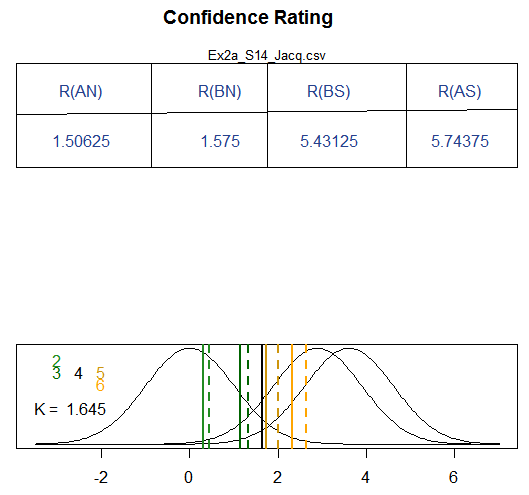 Confidence Rating
Ex2a_S14_Jacq.csv
R(AN) R(BN) R(BS) R(AS)
1.50625 1.575 5.43125 5.74375
2
3 4 5
6
K = 1.645
-2 0 2 4 6